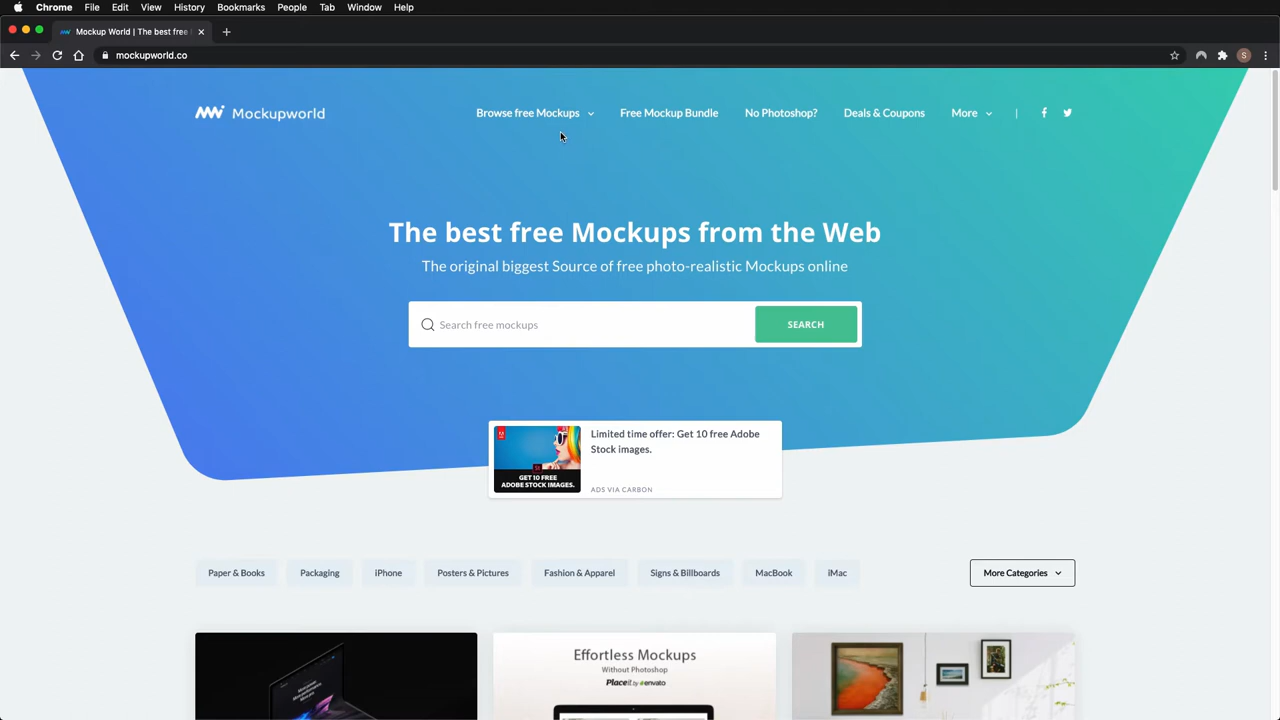 Chrome File Edit View History Bookmarks People Tab Window Help
Mockup World | The best free
mockupworld.co
S
Mockupworld
Browse free Mockups Free Mockup Bundle No Photoshop? Deals & Coupons More |
The best free Mockups from the Web
The original biggest Source of free photo-realistic Mockups online
Search free mockups SEARCH
GET 10 FREE
ADOBE STOCK IMAGES.
Limited time offer: Get 10 free Adobe
Stock images.
ADS VIA CARBON
Paper & Books Packaging iPhone Posters & Pictures Fashion & Apparel Signs & Billboards MacBook iMac More Categories
Effortless Mockups
Without Photoshop
Placeit by envato